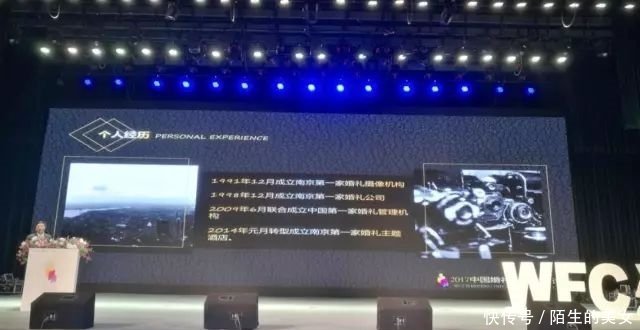 个人经历 PERSONAL EXPERIENCE
1991年12月成立南京第一家婚礼摄像机构
1998年12月成立南京第一家婚礼公司
2009年6月联合成立中国第一家婚礼管理机
构
2014年元月转型成立南京第一家婚礼主题
酒店。
2017中国婚礼
WFCA
快传号/陌生的美女